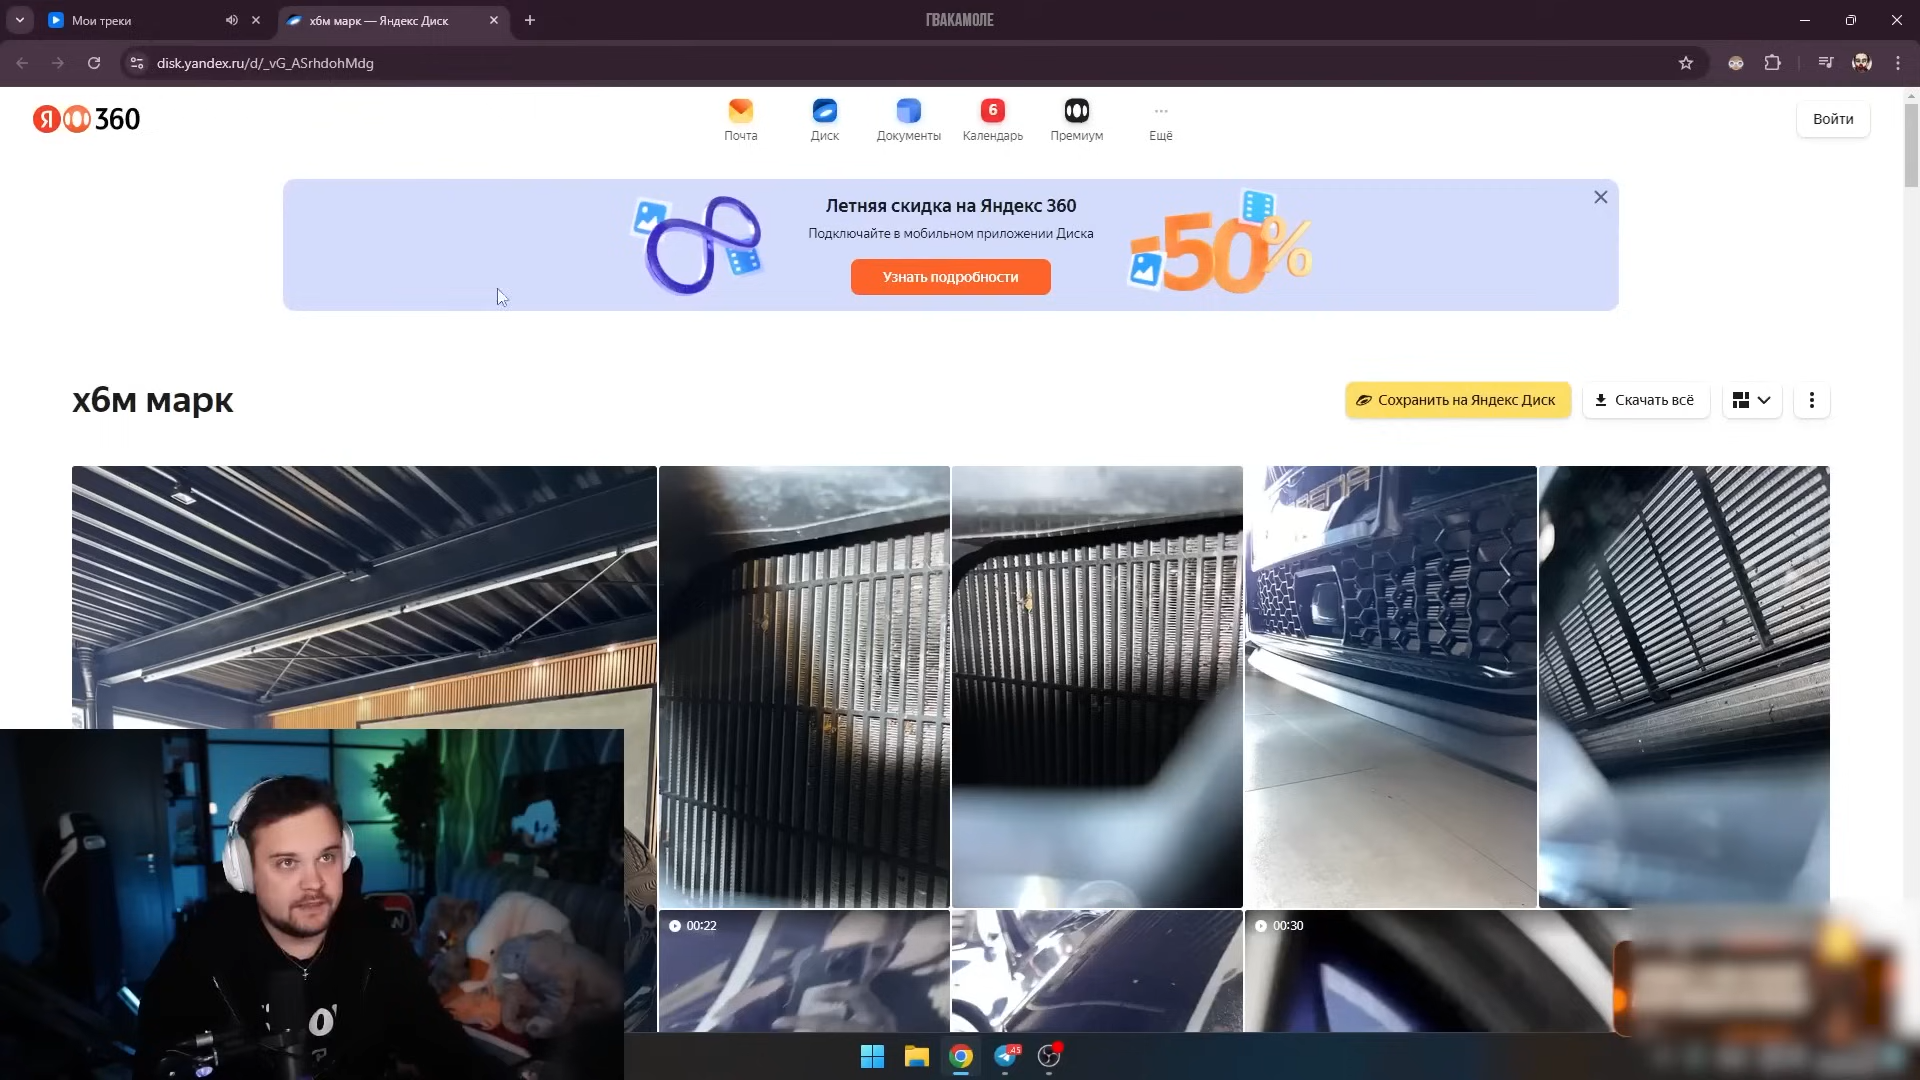 Мои треки
х6м марк — Яндекс Диск
ГВАКАМОЛЕ
disk.yandex.ru/d/_vG_ASrhdohMdg
Я 360
6
Почта
Диск
Документы
Календарь
Премиум
Ещё
Войти
Летняя скидка на Яндекс 360
Подключайте в мобильном приложении Диска
Узнать подробности
-50%
х6м марк
Сохранить на Яндекс Диск
Скачать всё
00:22
00:30
45